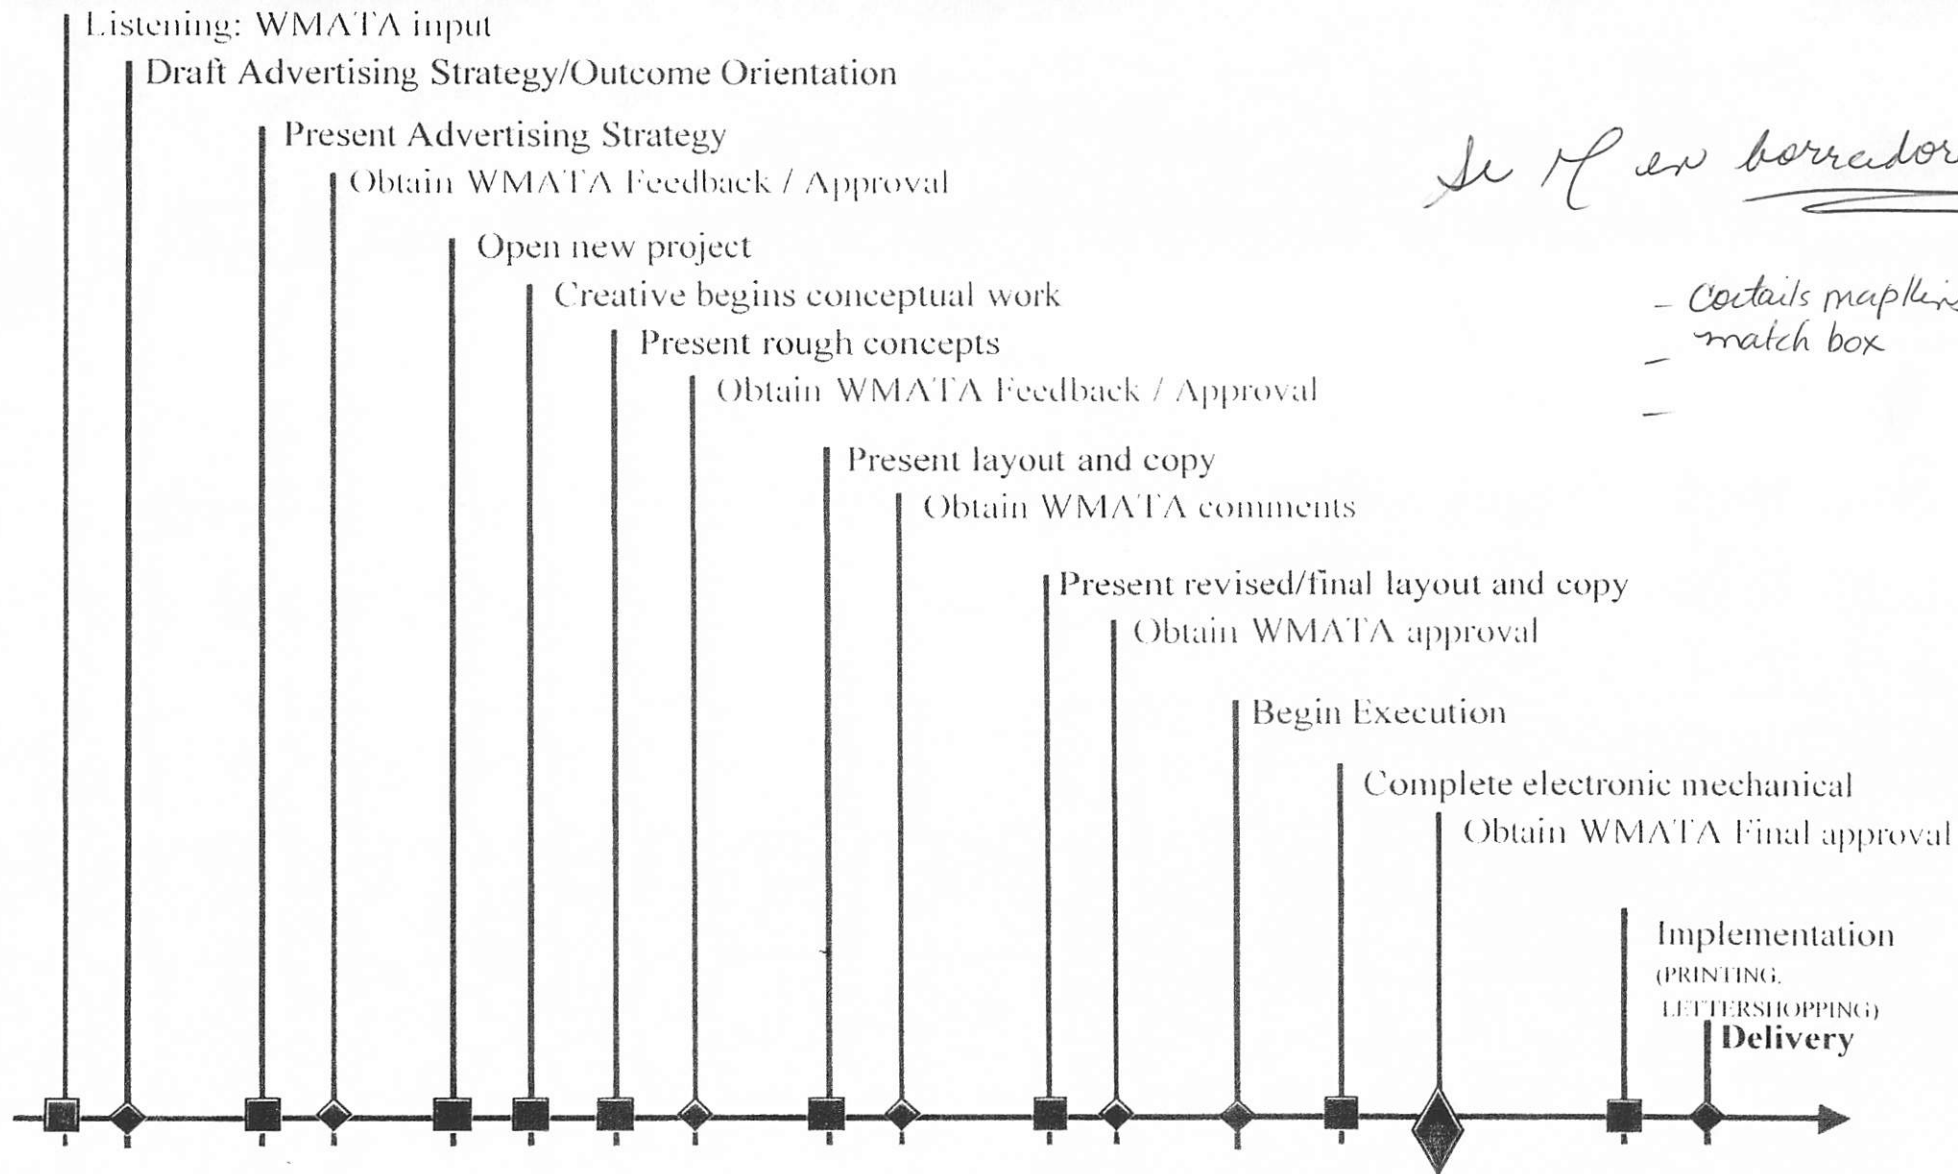 Listening: WMATA input
Draft Advertising Strategy/Outcome Orientation
Present Advertising Strategy
Obtain WMATA Feedback / Approval
Open new project
Creative begins conceptual work
Present rough concepts
Obtain WMATA Feedback / Approval
Present layout and copy
Obtain WMATA comments
Present revised/final layout and copy
Obtain WMATA approval
Begin Execution
Complete electronic mechanical
Obtain WMATA Final approval
Implementation
(PRINTING,
LETTERSHOPPING)
Delivery
en borrador
- Coctails mapkins
- match box
-